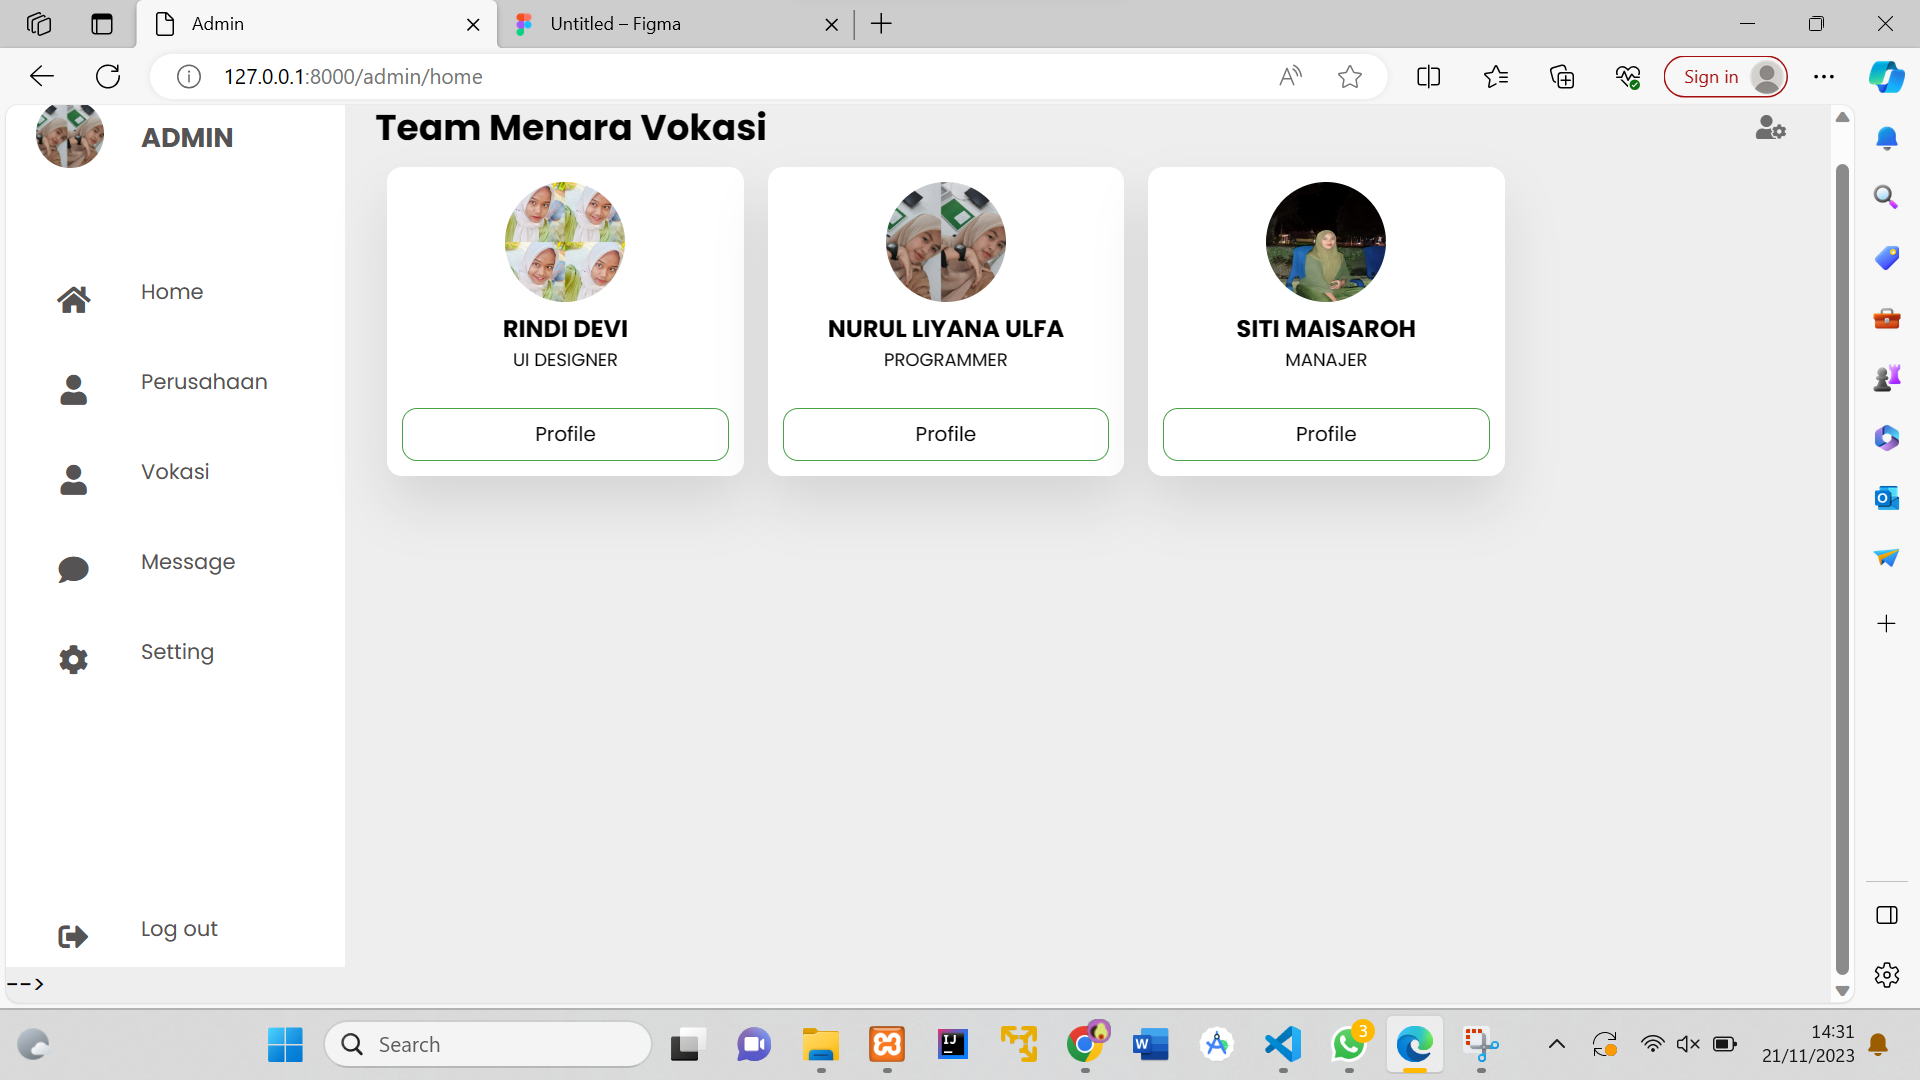 Admin
Untitled – Figma
127.0.0.1:8000/admin/home
Sign in
ADMIN
Team Menara Vokasi
Home
Perusahaan
Vokasi
Message
Setting
Log out
RINDI DEVI
UI DESIGNER
Profile
NURUL LIYANA ULFA
PROGRAMMER
Profile
SITI MAISAROH
MANAJER
Profile
-->
Search
3
14:31
21/11/2023